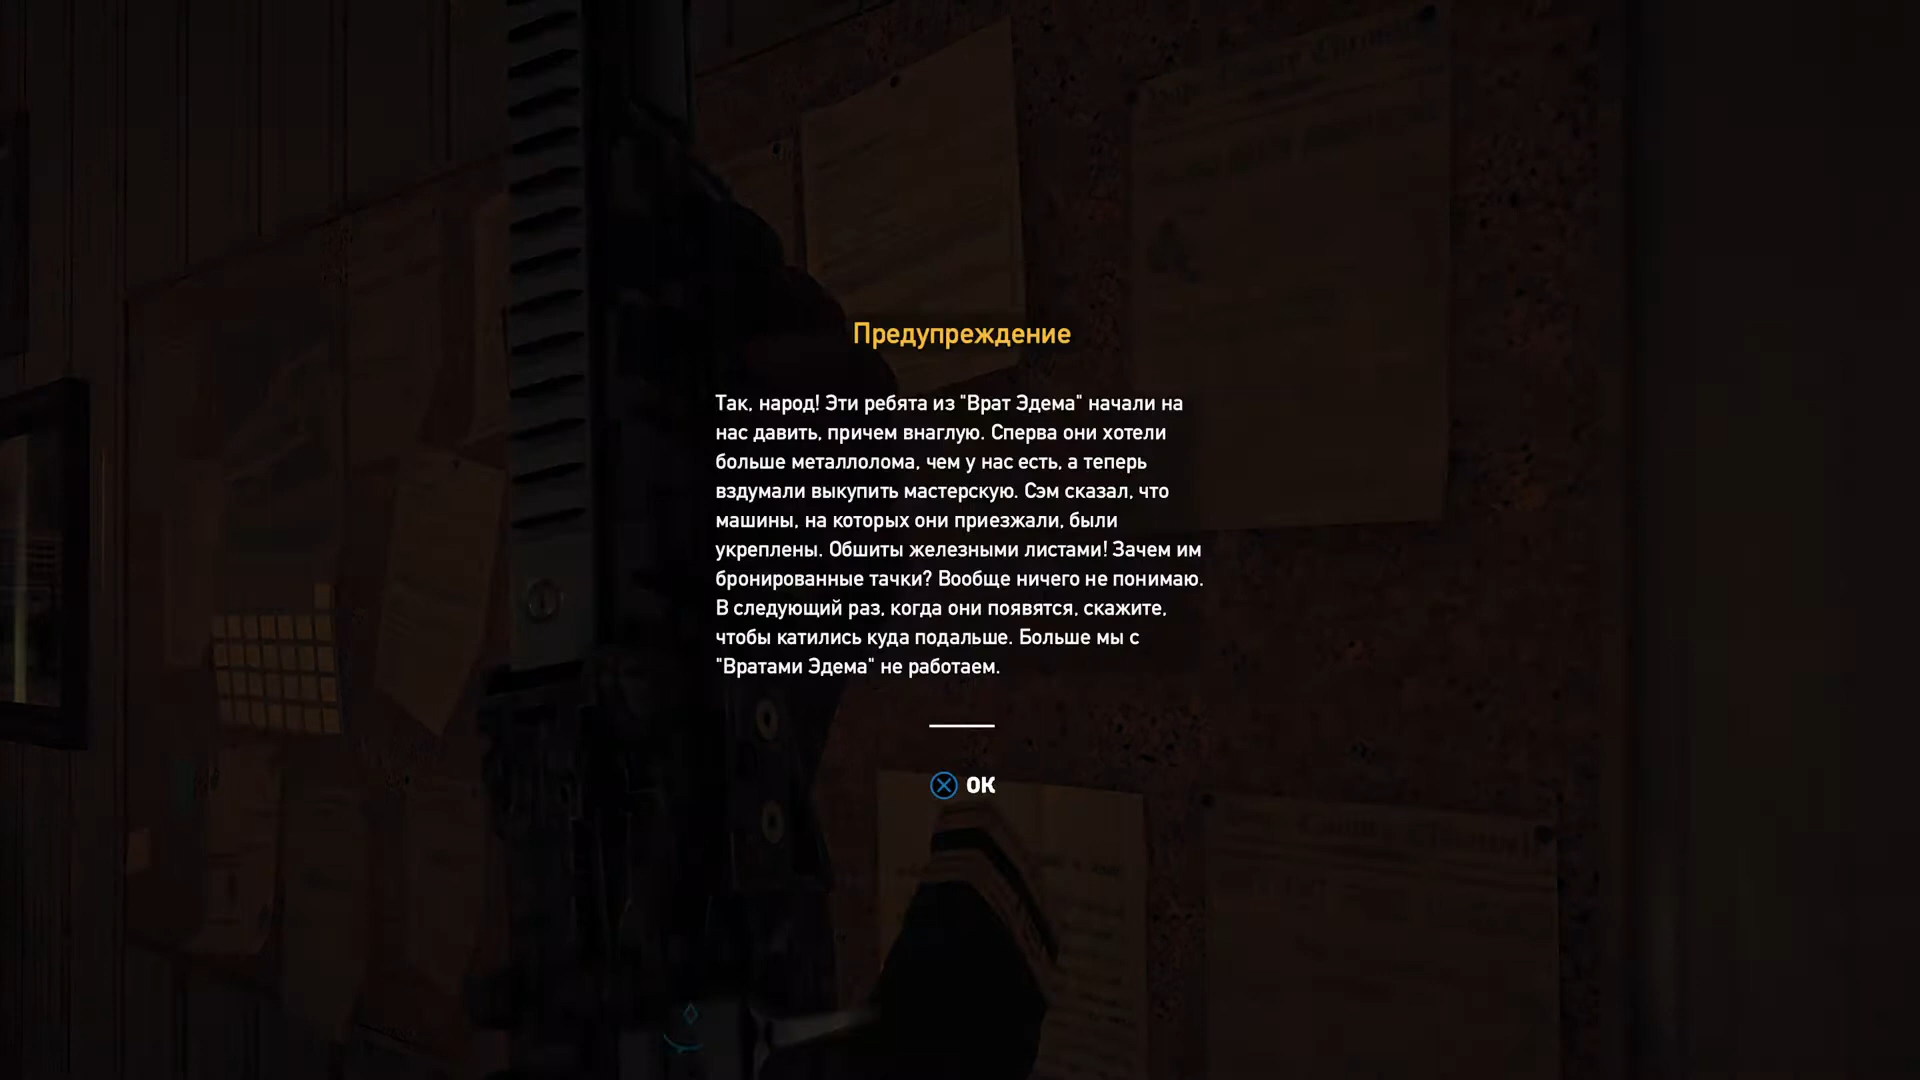 Предупреждение
Так, народ! Эти ребята из "Врат Эдема" начали на
нас давить, причем внаглую. Сперва они хотели
больше металлолома, чем у нас есть, а теперь
вздумали выкупить мастерскую. Сэм сказал, что
машины, на которых они приезжали, были
укреплены. Обшиты железными листами! Зачем им
бронированные тачки? Вообще ничего не понимаю.
В следующий раз, когда они появятся, скажите,
чтобы катились куда подальше. Больше мы с
"Вратами Эдема" не работаем.
ОК